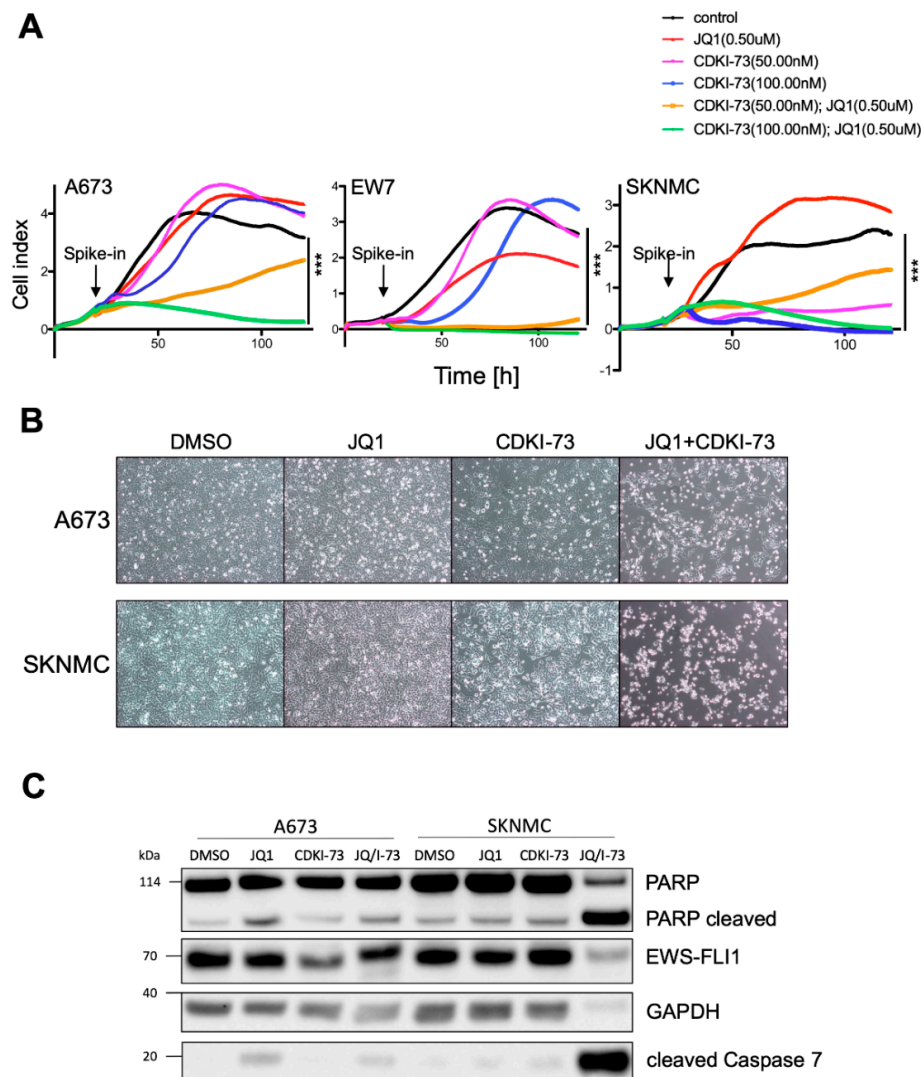 A
control
JQ1(0.50uM)
CDKI-73(50.00nM)
CDKI-73(100.00nM)
CDKI-73(50.00nM); JQ1(0.50uM)
CDKI-73(100.00nM); JQ1(0.50uM)
A673
EW7
SKNMC
Cell index
4
2
0
Spike-in
50
100
***
4
3
2
1
0
Spike-in
50
100
***
3
2
1
0
-1
Spike-in
50
100
***
Time [h]
B
DMSO JQ1 CDKI-73 JQ1+CDKI-73
A673
SKNMC
C
A673 SKNMC
kDa DMSO JQ1 CDKI-73 JQ/I-73 DMSO JQ1 CDKI-73 JQ/I-73
114 PARP
PARP cleaved
70 EWS-FLI1
40
GAPDH
20 cleaved Caspase 7